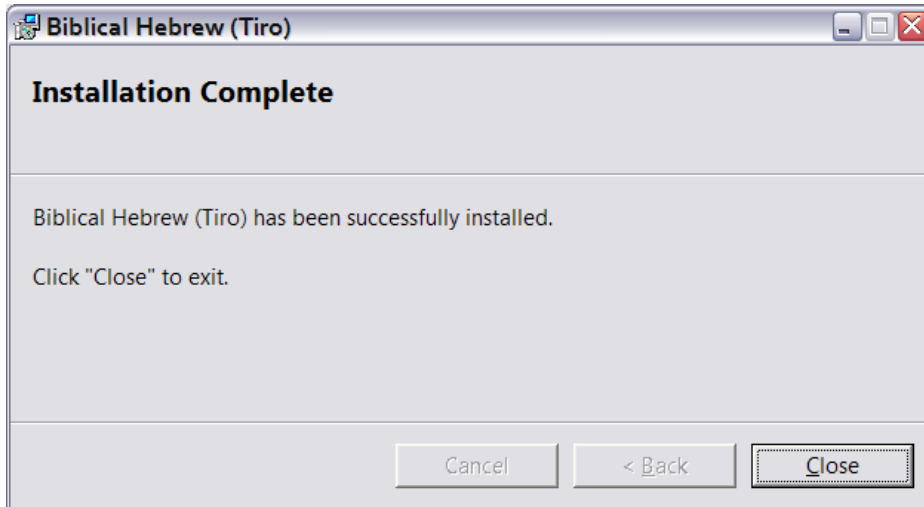 Biblical Hebrew (Tiro)
Installation Complete
Biblical Hebrew (Tiro) has been successfully installed.
Click "Close" to exit.
Cancel
< Back
Close